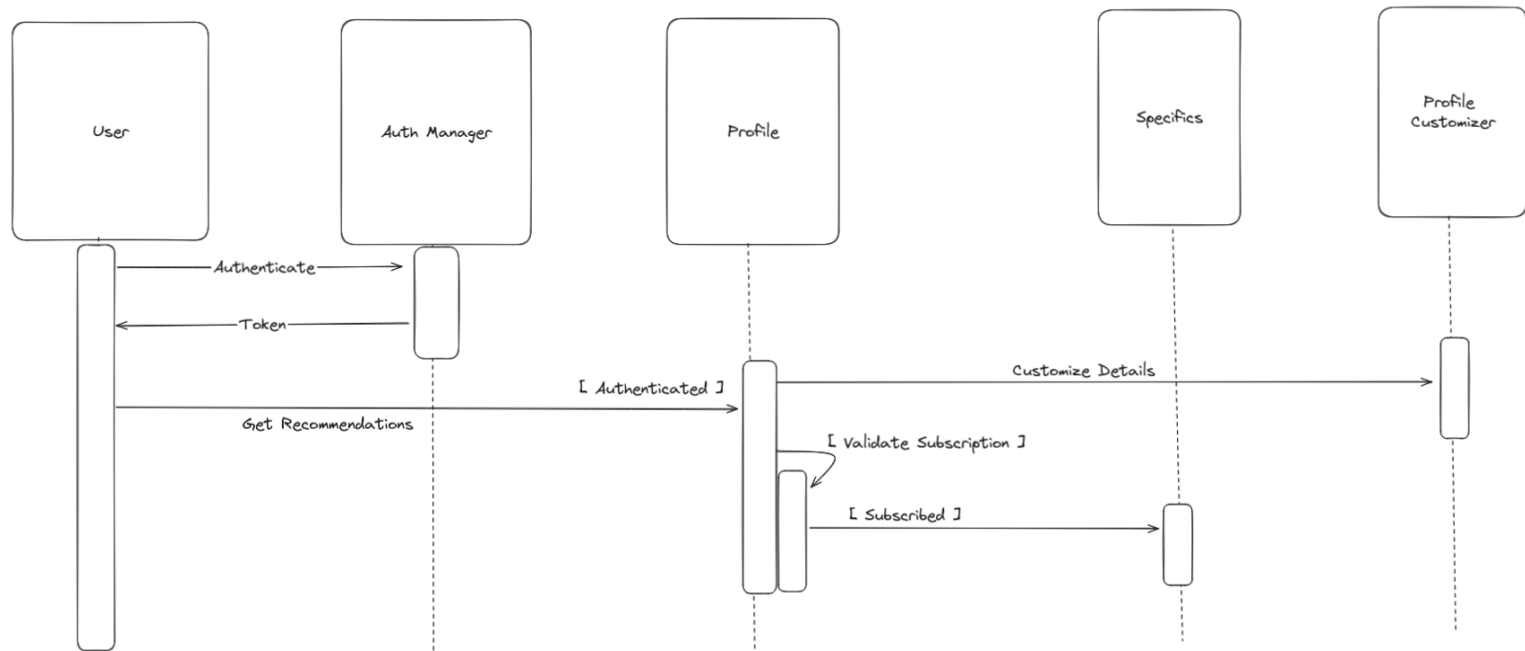 User
Auth Manager
Profile
Specifics
Profile
Customizer
Authenticate
Token
Customize Details
[ Authenticated ]
Get Recommendations
[ Validate Subscription ]
[ Subscribed ]